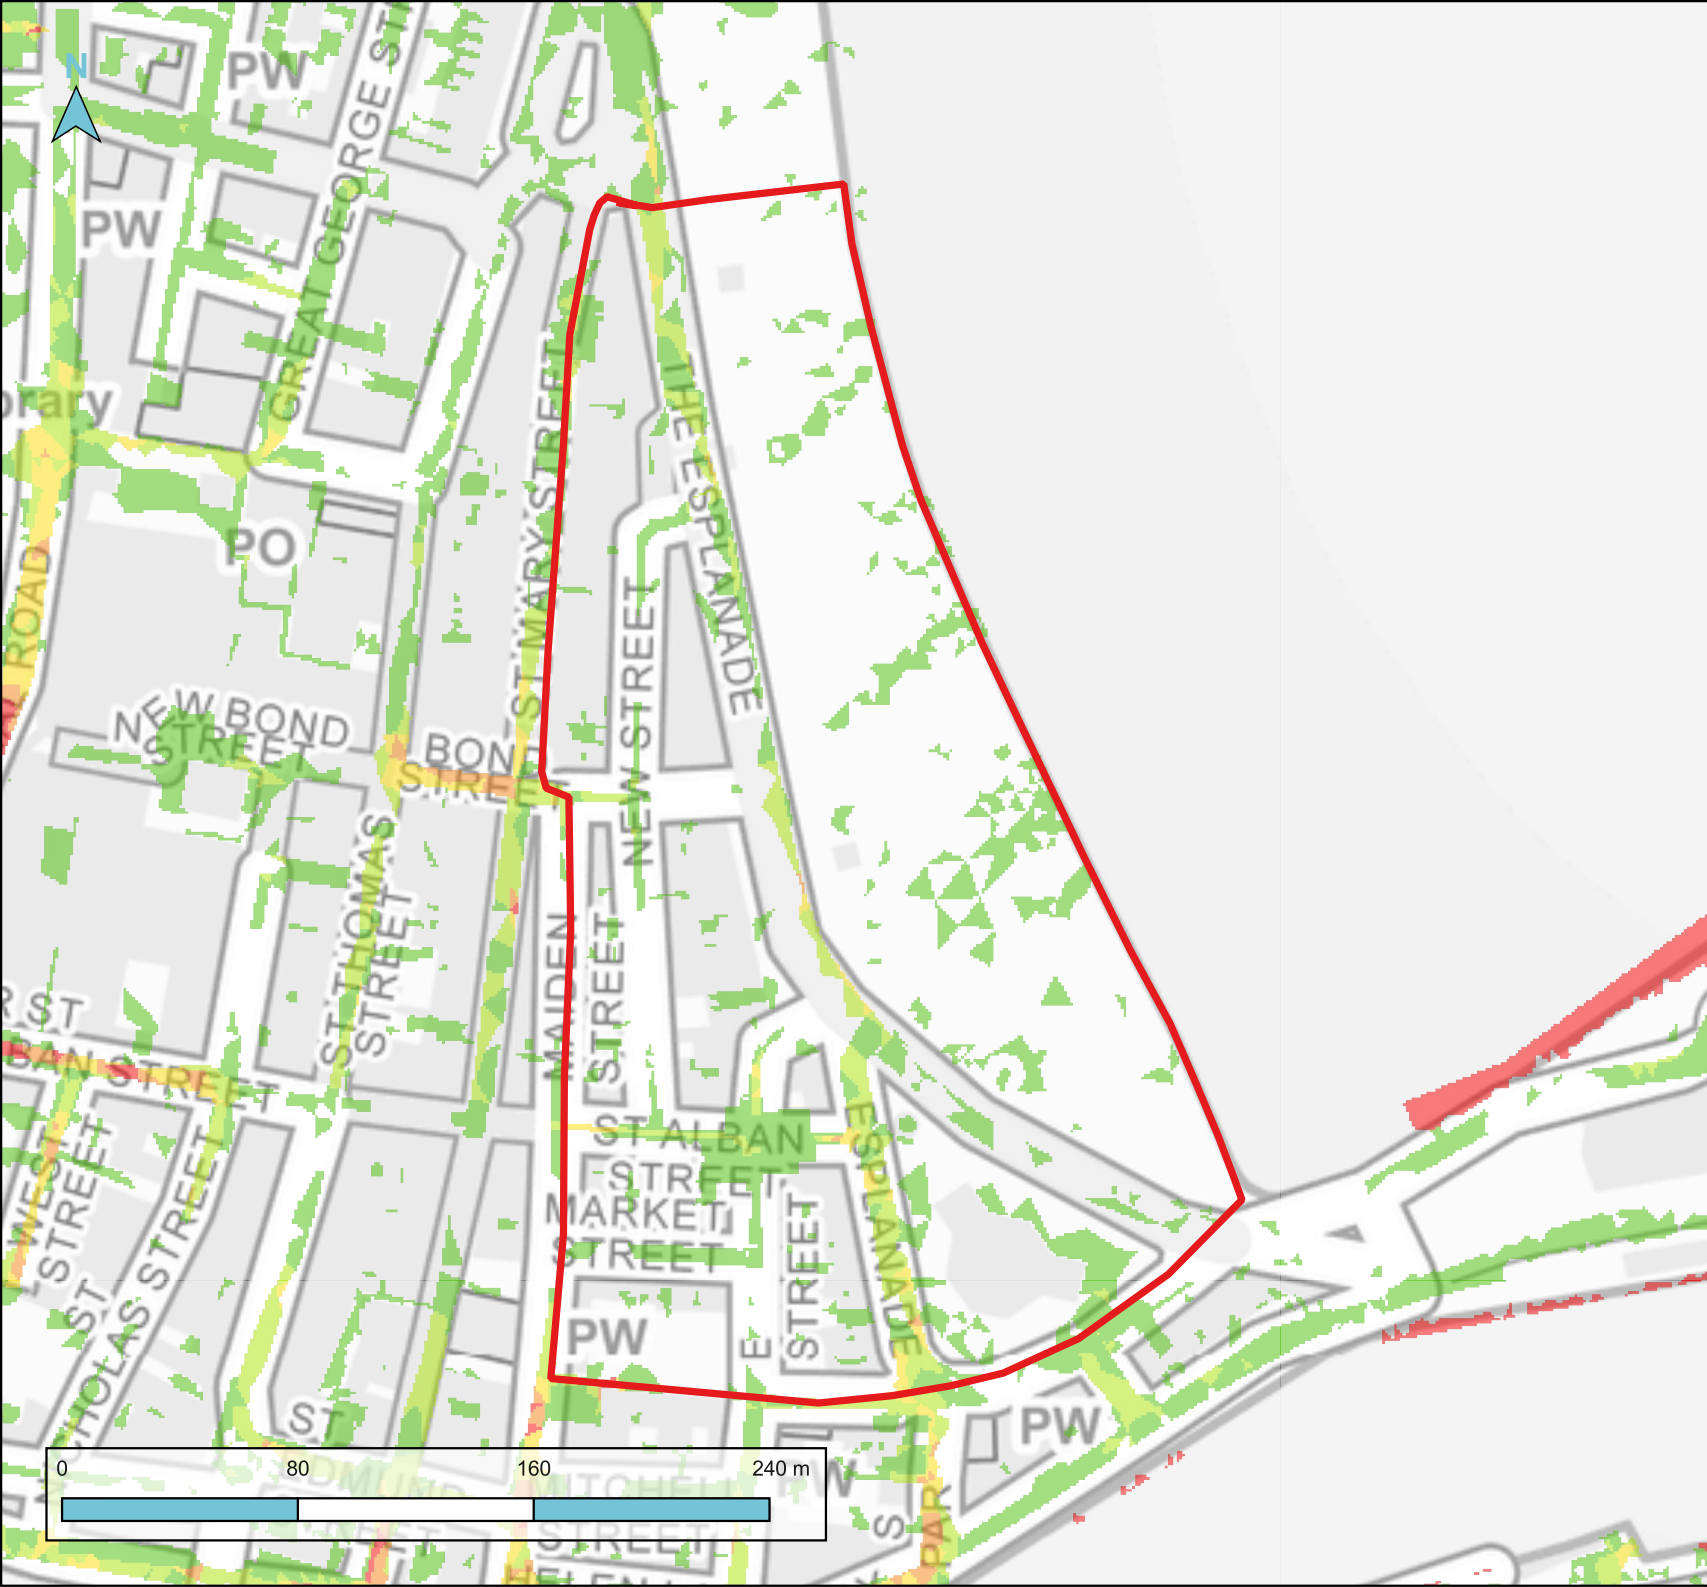 N
PW
GREAT GEORGE
PW
brary
PO
ROAD
ST MARY STREET
THE ESPLANADE
NEW STREET
NEW BOND
STREET
BOND
STREET
ST THOMAS
STREET
MAIDEN
STREET
R ST
BAN STREET
ST ALBAN
STREET
MARKET
STREET
ESPLANADE
WEST
STREET
NICHOLAS STREET
ST
PW
E
STREET
ST
PW
0 80 160 240 m
MITCHELL
STREET
S
PAR